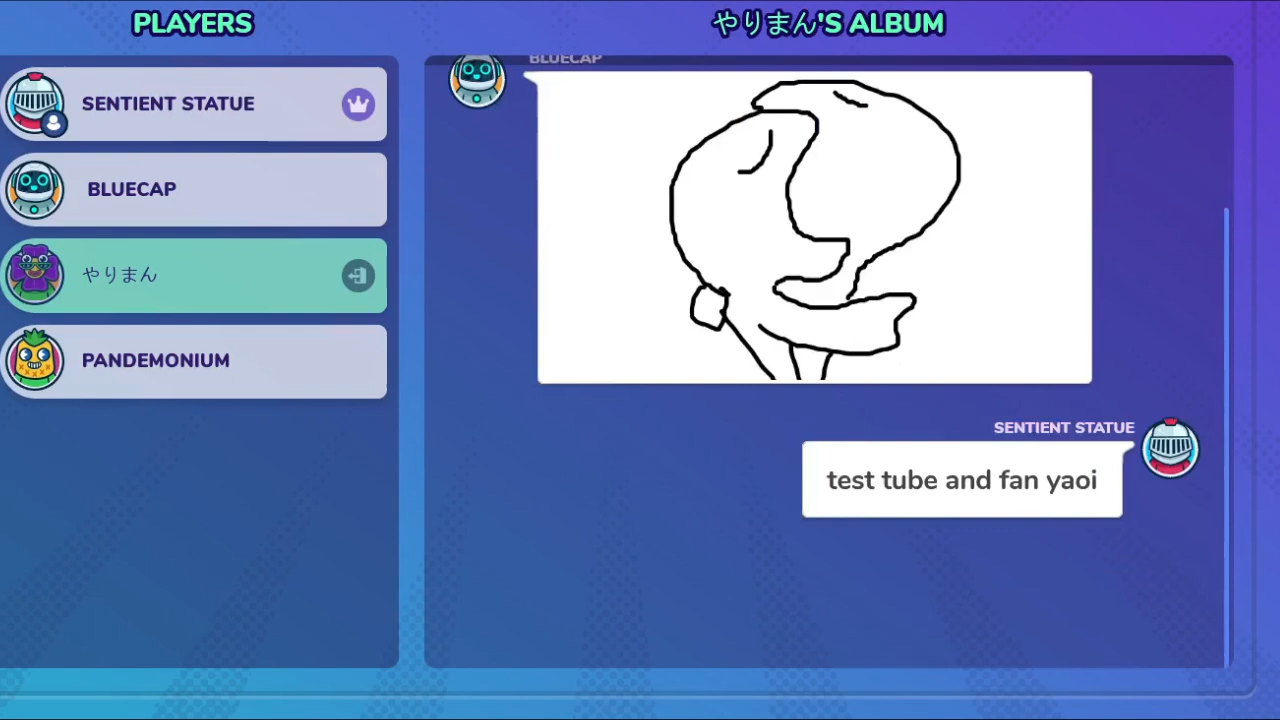 PLAYERS
やりまん'S ALBUM
SENTIENT STATUE
BLUECAP
やりまん
PANDEMONIUM
BLUECAP
SENTIENT STATUE
test tube and fan yaoi